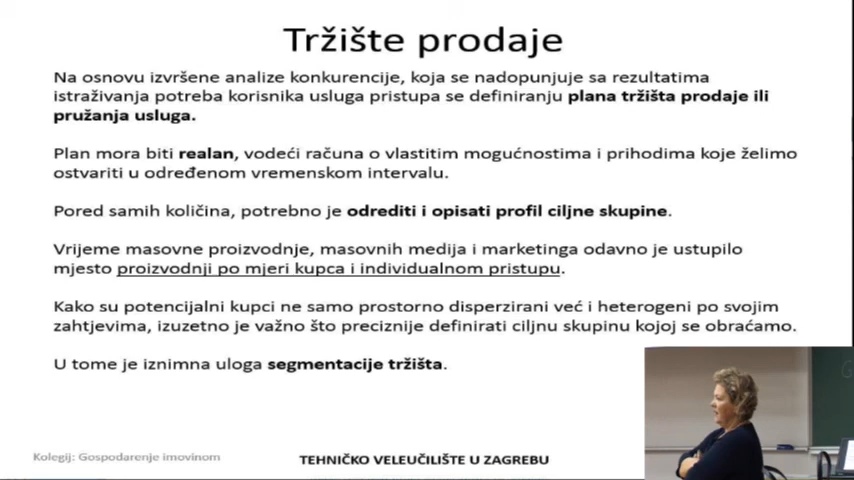 Tržište prodaje
Na osnovu izvršene analize konkurencije, koja se nadopunjuje sa rezultatima
istraživanja potreba korisnika usluga pristupa se definiranju plana tržišta prodaje ili
pružanja usluga.
Plan mora biti realan, vodeći računa o vlastitim mogućnostima i prihodima koje želimo
ostvariti u određenom vremenskom intervalu.
Pored samih količina, potrebno je odrediti i opisati profil ciljne skupine.
Vrijeme masovne proizvodnje, masovnih medija i marketinga odavno je ustupilo
mjesto proizvodnji po mjeri kupca i individualnom pristupu.
Kako su potencijalni kupci ne samo prostorno disperzirani već i heterogeni po svojim
zahtjevima, izuzetno je važno što preciznije definirati ciljnu skupinu kojoj se obraćamo.
U tome je iznimna uloga segmentacije tržišta.
Kolegij: Gospodarenje imovinom
TEHNIČKO VELEUČILIŠTE U ZAGREBU